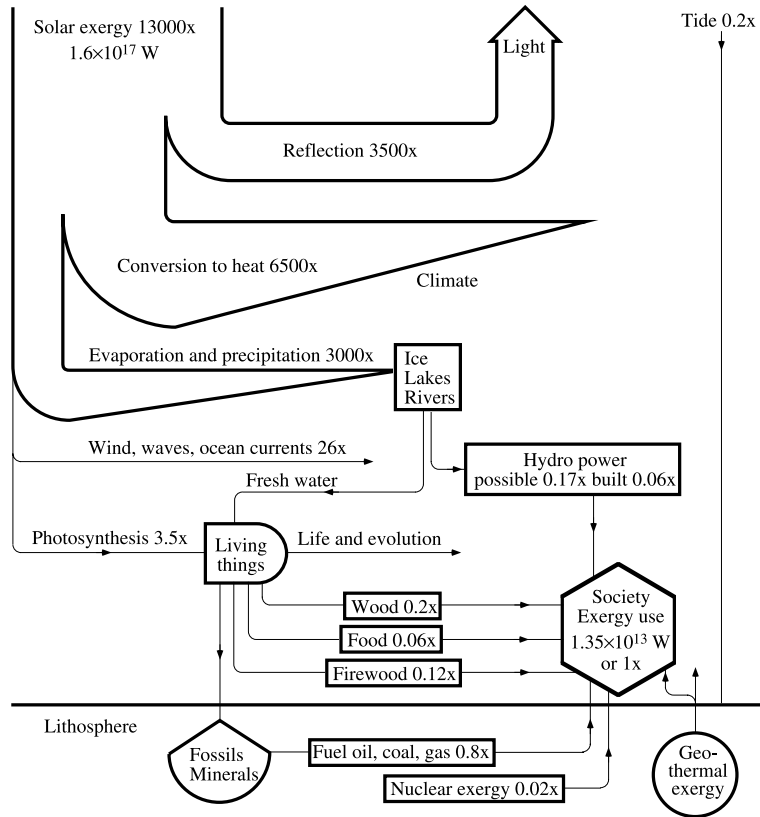 Solar exergy 13000x
1.6×10¹⁷ W
Light
Tide 0.2x
Reflection 3500x
Conversion to heat 6500x
Climate
Evaporation and precipitation 3000x
Ice
Lakes
Rivers
Wind, waves, ocean currents 26x
Hydro power
possible 0.17x built 0.06x
Fresh water
Photosynthesis 3.5x
Living
things
Life and evolution
Wood 0.2x
Food 0.06x
Firewood 0.12x
Society
Exergy use
1.35×10¹³ W
or 1x
Lithosphere
Fossils
Minerals
Fuel oil, coal, gas 0.8x
Nuclear exergy 0.02x
Geo-
thermal
exergy